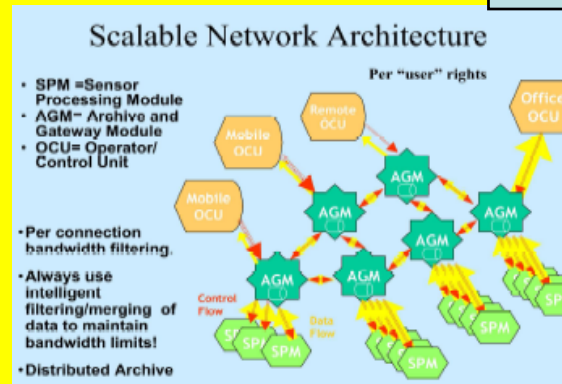 Scalable Network Architecture
Per "user" rights
• SPM =Sensor
Processing Module
• AGM= Archive and
Gateway Module
• OCU= Operator/
Control Unit
•Per connection
bandwidth filtering.
•Always use
intelligent
filtering/merging of
data to maintain
bandwidth limits!
•Distributed Archive
Office
OCU
Remote
OCU
Mobile
OCU
Mobile
OCU
AGM
AGM
AGM
AGM
AGM
AGM
Control
Flow
Data
Flow
SPM
SPM
SPM
SPM
SPM
SPM